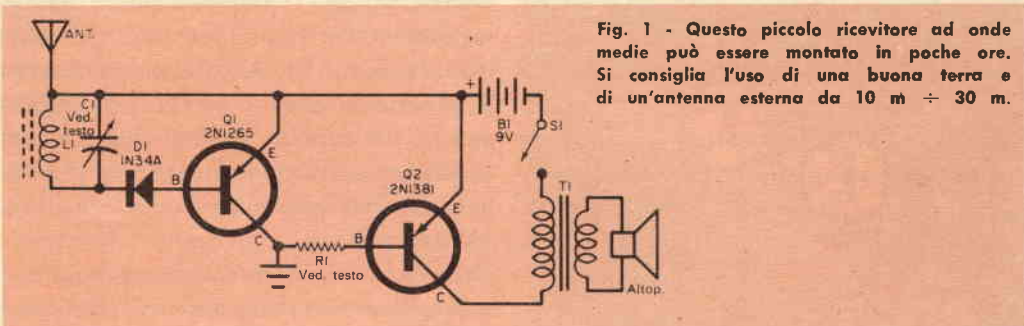 Fig. 1 - Questo piccolo ricevitore ad onde
medie può essere montato in poche ore.
Si consiglia l'uso di una buona terra e
di un'antenna esterna da 10 m ÷ 30 m.
ANT.
C1
Ved.
testo
L1
D1
1N34A
Q1
2N1265
B
E
C
R1
Ved. testo
Q2
2N1381
B
E
C
+
B1
9V
S1
T1
Altop.